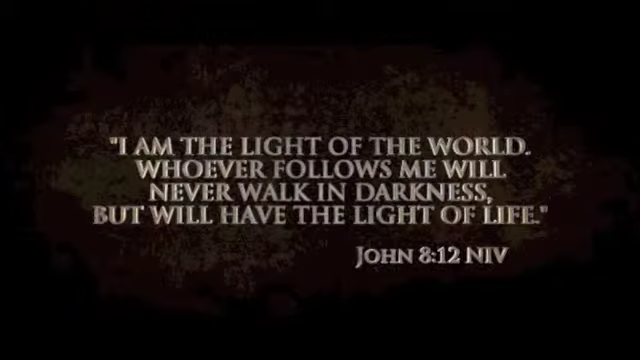 "I AM THE LIGHT OF THE WORLD.
WHOEVER FOLLOWS ME WILL
NEVER WALK IN DARKNESS,
BUT WILL HAVE THE LIGHT OF LIFE."
JOHN 8:12 NIV